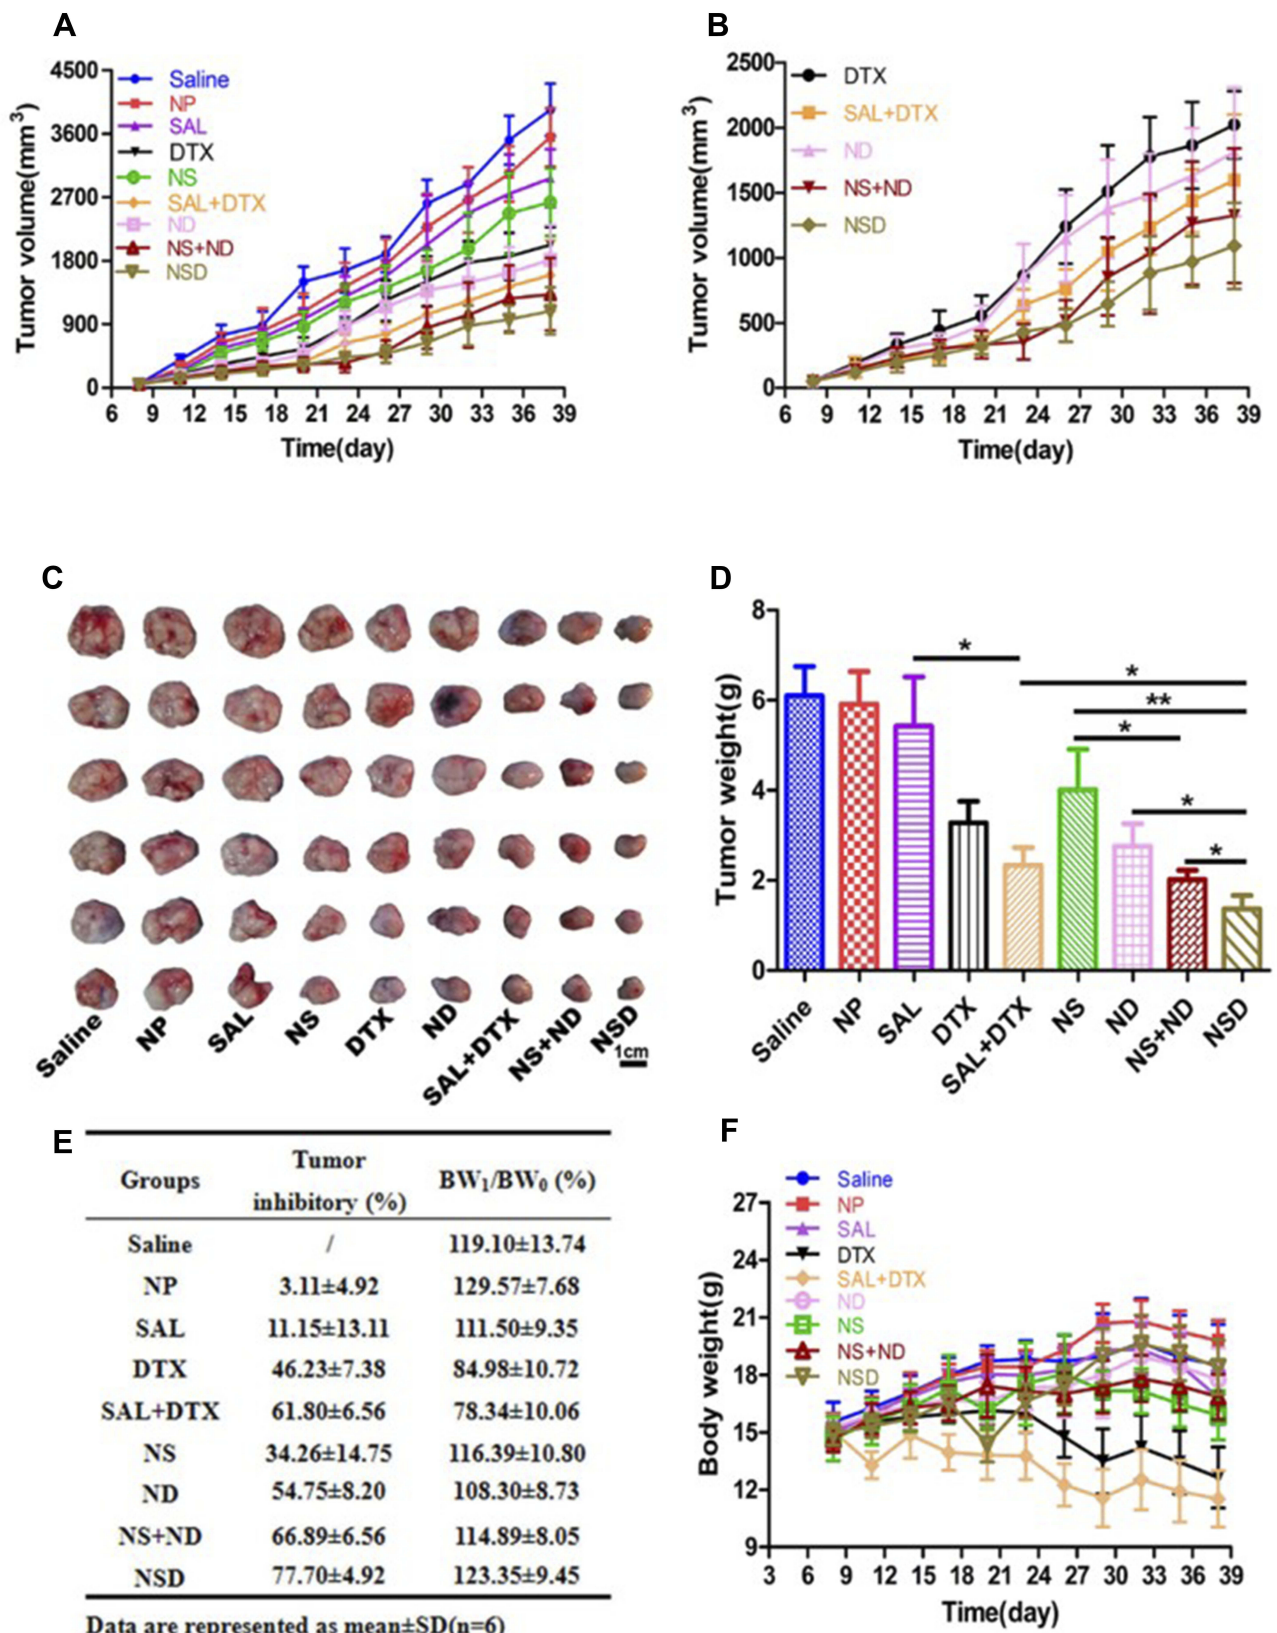 A
Tumor volume(mm3)
4500
3600
2700
1800
900
0
Saline
NP
SAL
DTX
NS
SAL+DTX
ND
NS+ND
NSD
6 9 12 15 18 21 24 27 30 33 36 39
Time(day)
B
Tumor volume(mm3)
2500
2000
1500
1000
500
0
DTX
SAL+DTX
ND
NS+ND
NSD
6 9 12 15 18 21 24 27 30 33 36 39
Time(day)
C
Saline NP SAL NS DTX ND SAL+DTX NS+ND NSD
1cm
D
Tumor weight(g)
8
6
4
2
0
*
*
**
*
*
*
Saline NP SAL DTX SAL+DTX NS ND NS+ND NSD
E
Groups Tumor inhibitory (%) BW1/BW0 (%)
Saline / 119.10±13.74
NP 3.11±4.92 129.57±7.68
SAL 11.15±13.11 111.50±9.35
DTX 46.23±7.38 84.98±10.72
SAL+DTX 61.80±6.56 78.34±10.06
NS 34.26±14.75 116.39±10.80
ND 54.75±8.20 108.30±8.73
NS+ND 66.89±6.56 114.89±8.05
NSD 77.70±4.92 123.35±9.45
Data are represented as mean±SD(n=6)
F
Body weight(g)
27
24
21
18
15
12
9
Saline
NP
SAL
DTX
SAL+DTX
ND
NS
NS+ND
NSD
3 6 9 12 15 18 21 24 27 30 33 36 39
Time(day)